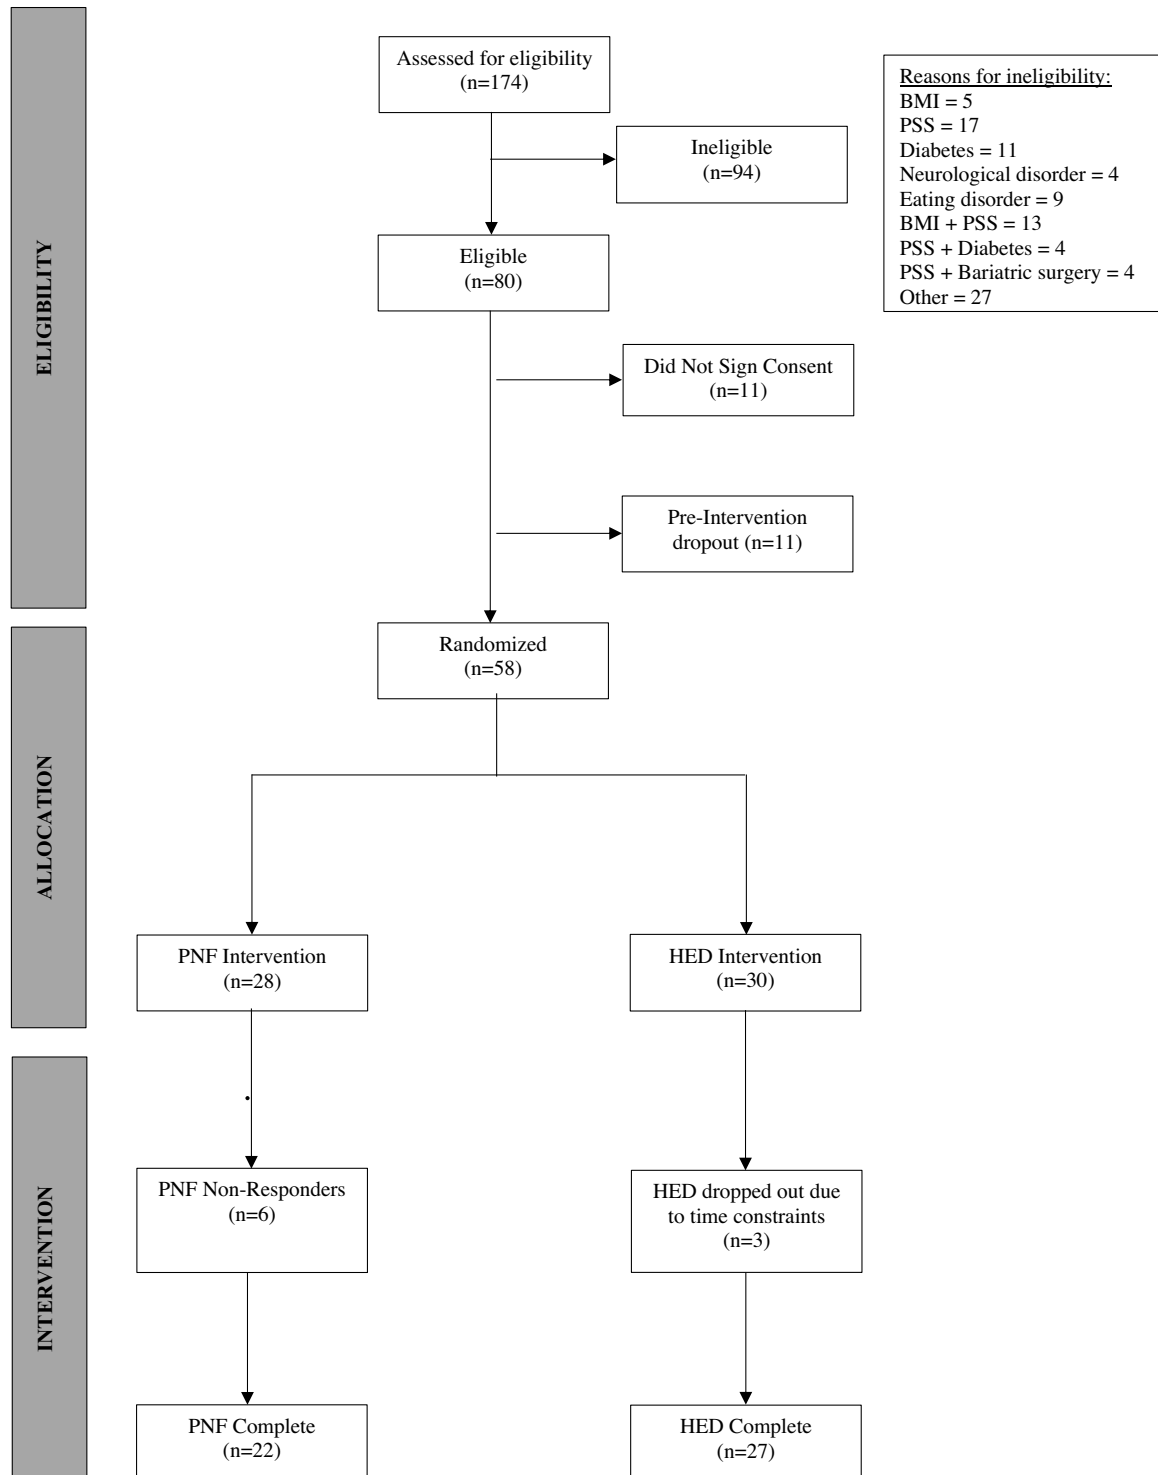 ELIGIBILITY
Assessed for eligibility
(n=174)
Reasons for ineligibility:
BMI = 5
PSS = 17
Diabetes = 11
Neurological disorder = 4
Eating disorder = 9
BMI + PSS = 13
PSS + Diabetes = 4
PSS + Bariatric surgery = 4
Other = 27
Ineligible
(n=94)
Eligible
(n=80)
Did Not Sign Consent
(n=11)
Pre-Intervention
dropout (n=11)
Randomized
(n=58)
ALLOCATION
PNF Intervention
(n=28)
HED Intervention
(n=30)
INTERVENTION
PNF Non-Responders
(n=6)
HED dropped out due
to time constraints
(n=3)
PNF Complete
(n=22)
HED Complete
(n=27)